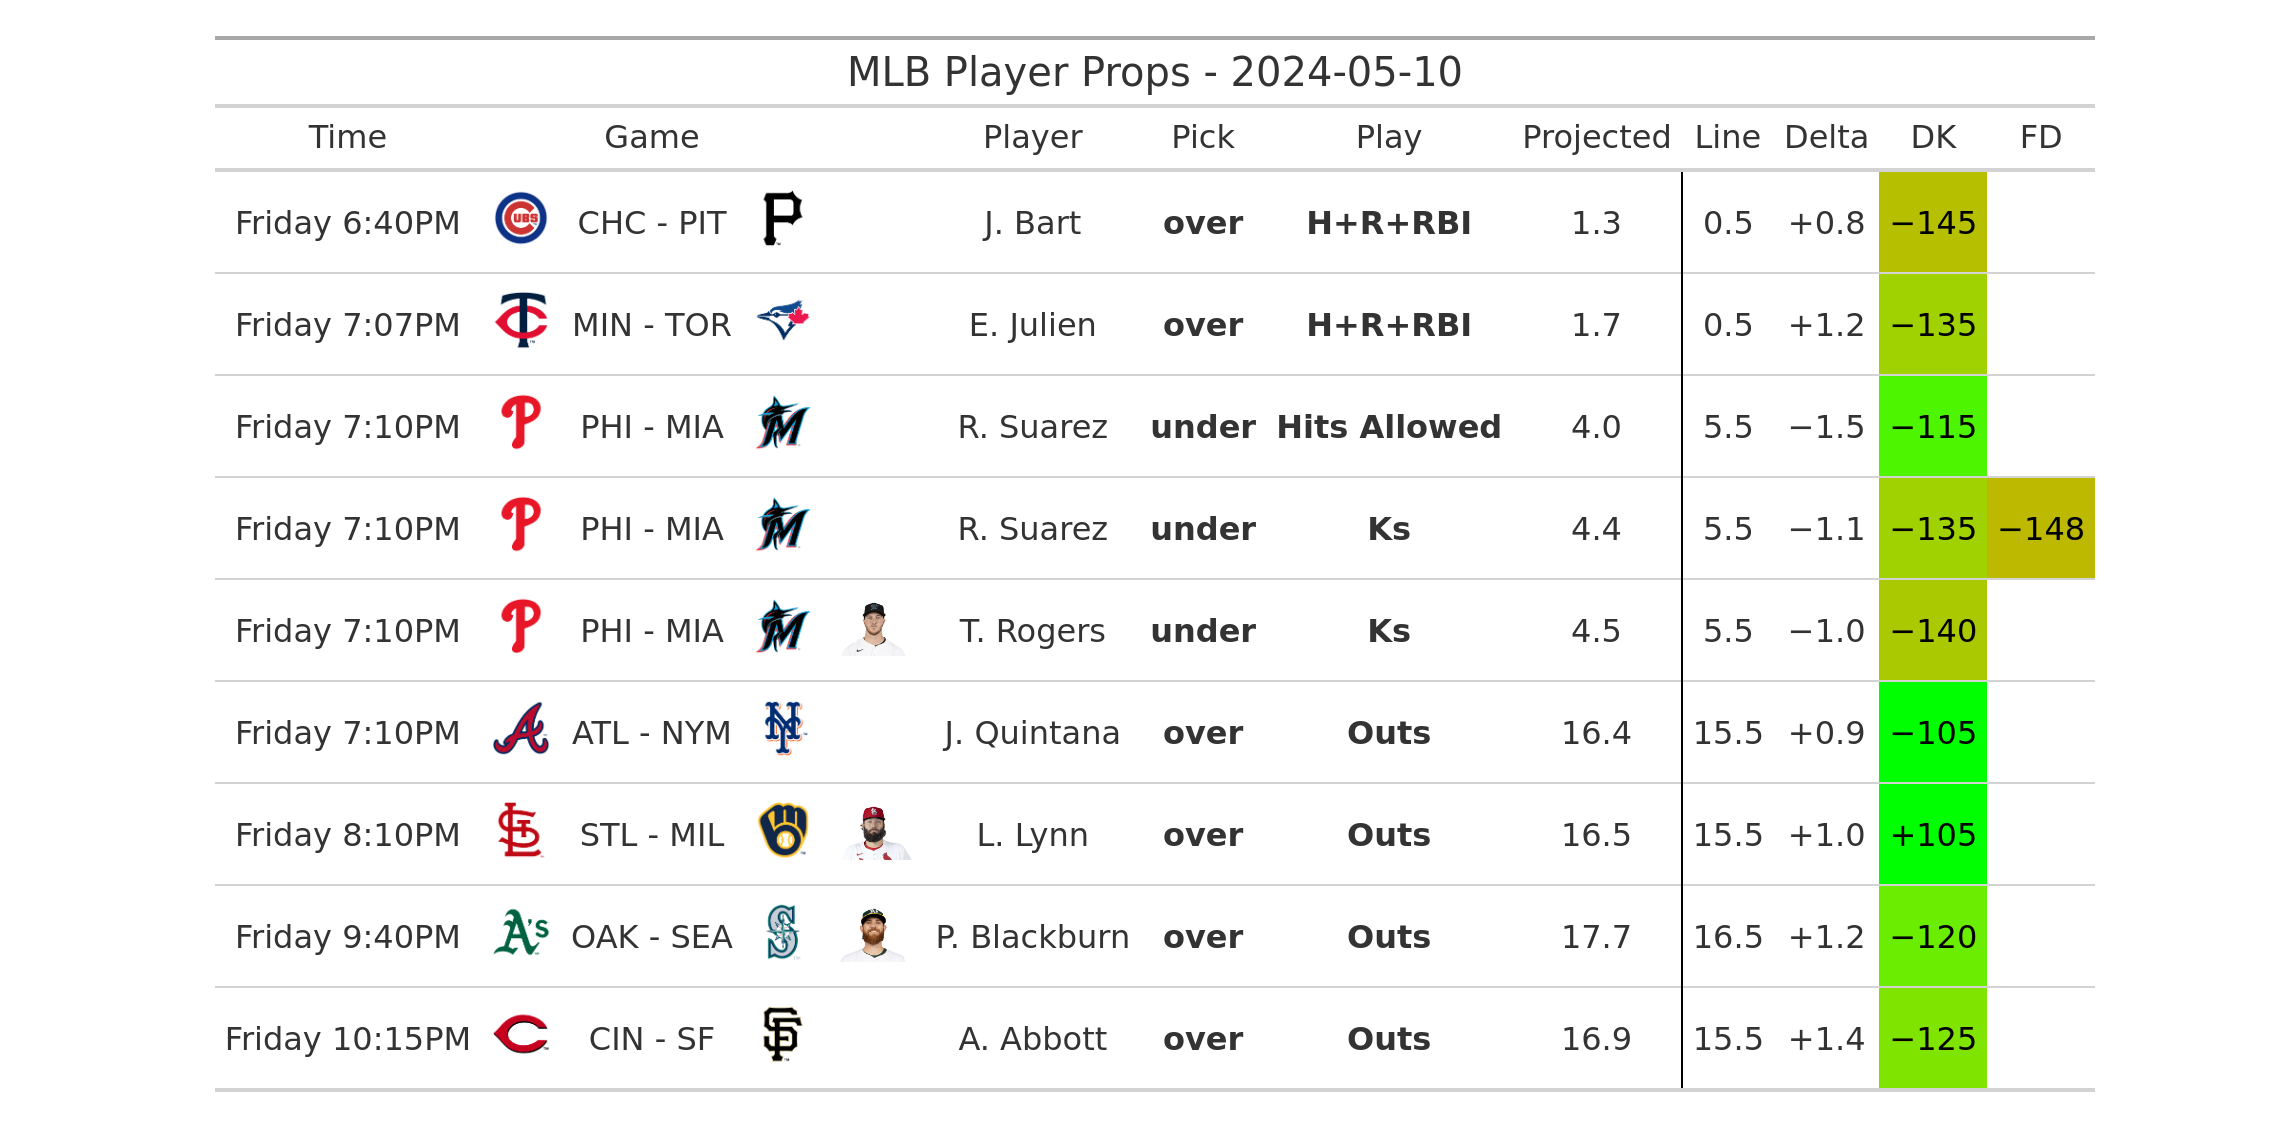 MLB Player Props - 2024-05-10
Time Game Player Pick Play Projected Line Delta DK FD
Friday 6:40PM CUBS CHC - PIT P J. Bart over H+R+RBI 1.3 0.5 +0.8 −145
Friday 7:07PM TC MIN - TOR E. Julien over H+R+RBI 1.7 0.5 +1.2 −135
Friday 7:10PM P PHI - MIA M R. Suarez under Hits Allowed 4.0 5.5 −1.5 −115
Friday 7:10PM P PHI - MIA M R. Suarez under Ks 4.4 5.5 −1.1 −135 −148
Friday 7:10PM P PHI - MIA M T. Rogers under Ks 4.5 5.5 −1.0 −140
Friday 7:10PM A ATL - NYM NY J. Quintana over Outs 16.4 15.5 +0.9 −105
Friday 8:10PM STL STL - MIL L. Lynn over Outs 16.5 15.5 +1.0 +105
Friday 9:40PM A's OAK - SEA S P. Blackburn over Outs 17.7 16.5 +1.2 −120
Friday 10:15PM C CIN - SF SF A. Abbott over Outs 16.9 15.5 +1.4 −125